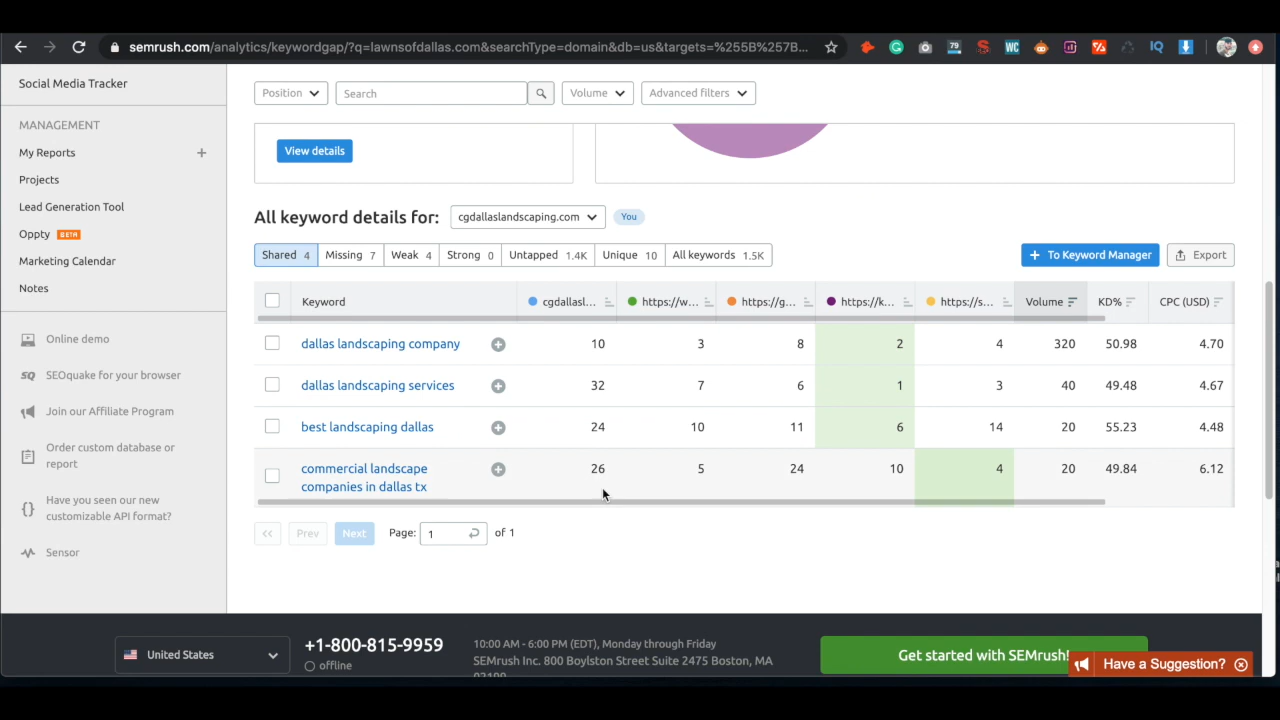 semrush.com/analytics/keywordgap/?q=lawnsofdallas.com&searchType=domain&db=us&targets=%255B%257B...
79
WC
IQ
Social Media Tracker
MANAGEMENT
My Reports
Projects
Lead Generation Tool
Oppty BETA
Marketing Calendar
Notes
Online demo
SEOquake for your browser
Join our Affiliate Program
Order custom database or
report
Have you seen our new
customizable API format?
Sensor
Position Search Volume Advanced filters
View details
All keyword details for: cgdallaslandscaping.com You
Shared 4 Missing 7 Weak 4 Strong 0 Untapped 1.4K Unique 10 All keywords 1.5K + To Keyword Manager Export
Keyword cgdallasl... https://w... https://g... https://k... https://s... Volume KD% CPC (USD)
dallas landscaping company 10 3 8 2 4 320 50.98 4.70
dallas landscaping services 32 7 6 1 3 40 49.48 4.67
best landscaping dallas 24 10 11 6 14 20 55.23 4.48
commercial landscape 26 5 24 10 4 20 49.84 6.12
companies in dallas tx
Prev Next Page: 1 of 1
United States
+1-800-815-9959
offline
10:00 AM - 6:00 PM (EDT), Monday through Friday
SEMrush Inc. 800 Boylston Street Suite 2475 Boston, MA
02199
Get started with SEMrush!
Have a Suggestion?